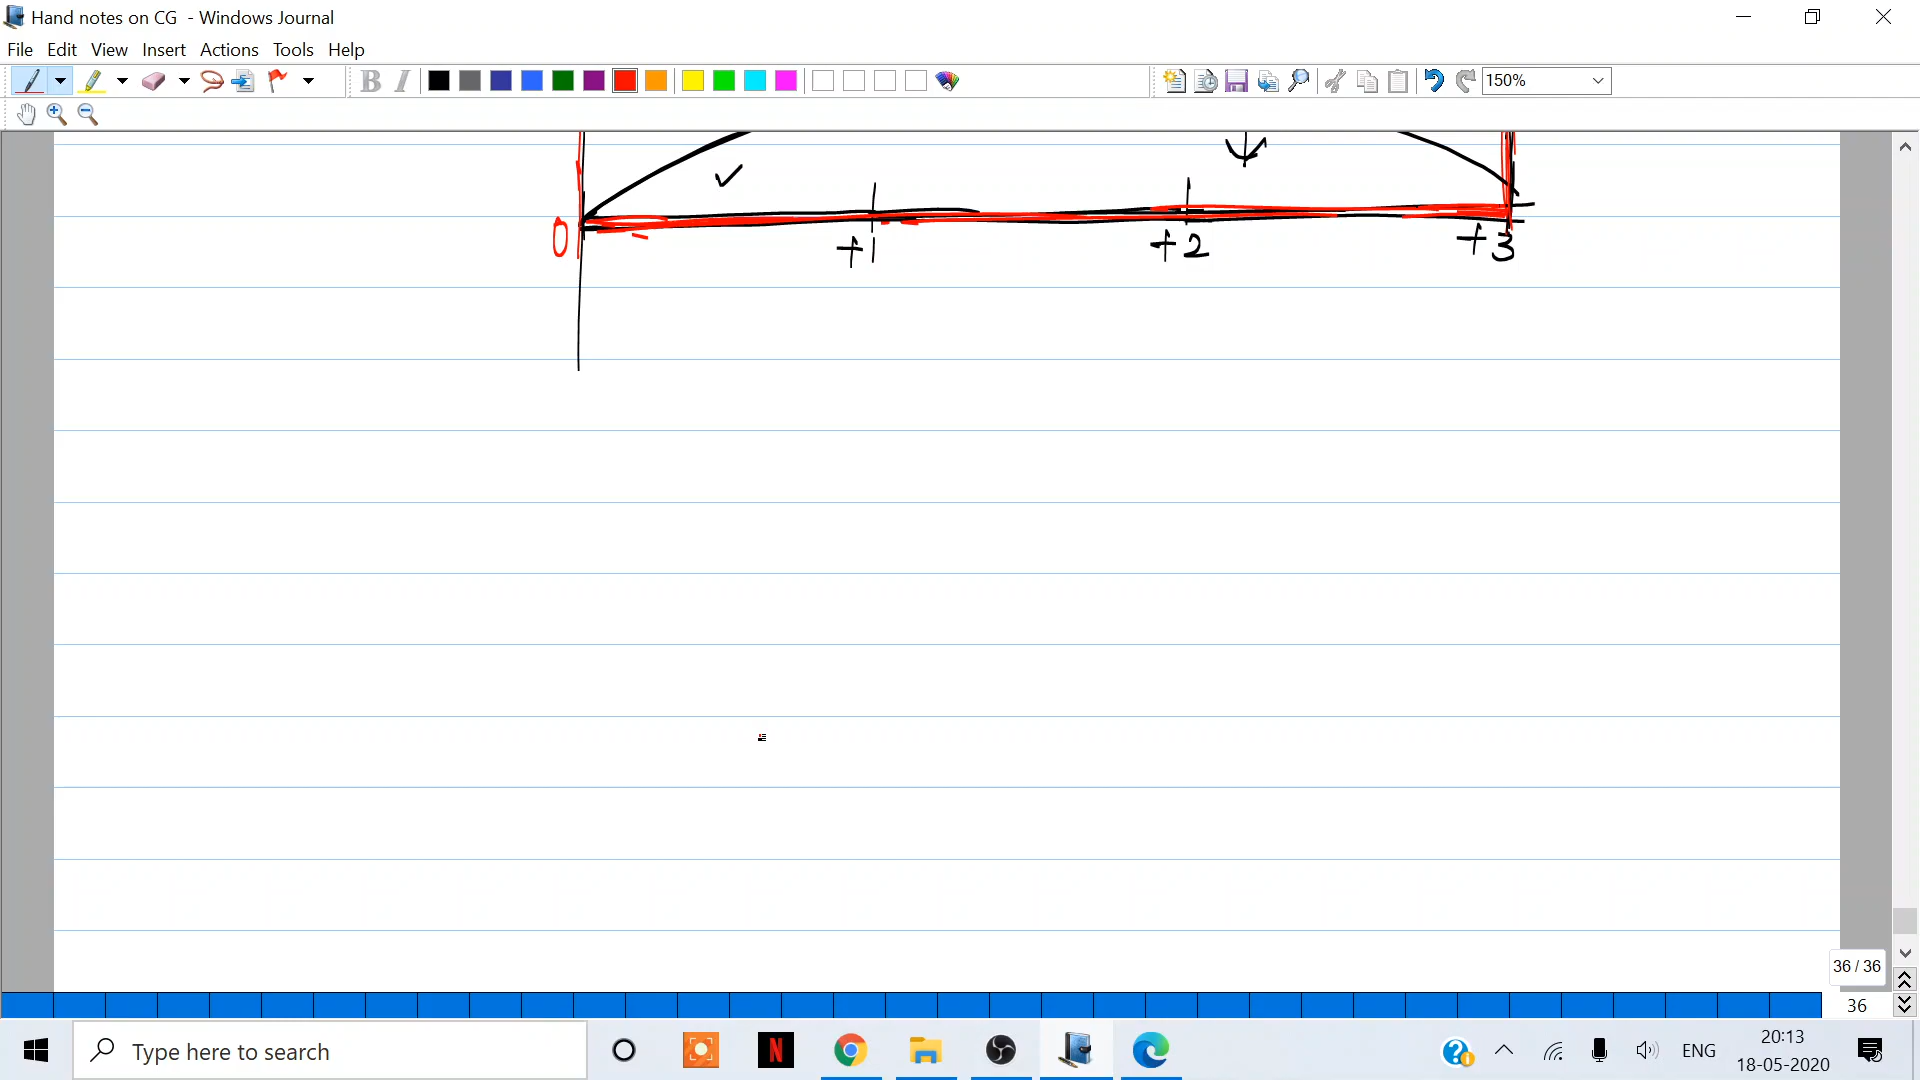 Hand notes on CG - Windows Journal
File Edit View Insert Actions Tools Help
B I 150%
0 +1 +2 +3
36 / 36
36
Type here to search
N
ENG
20:13
18-05-2020